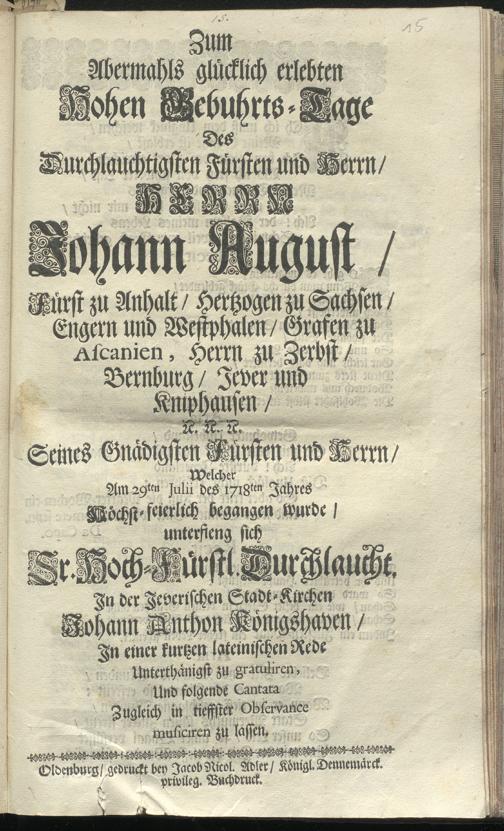 15
Zum
Abermahls glücklich erlebten
Hohen Gebuhrts-Tage
Des
Durchlauchtigsten Fürsten und Herrn/
HERRN
Johann August /
Fürst zu Anhalt / Hertzogen zu Sachsen /
Engern und Westphalen / Grafen zu
Ascanien, Herrn zu Zerbst /
Bernburg / Jever und
Kniphausen /
N. N. N.
Seines Gnädigsten Fürsten und Herrn/
Welcher
Am 29ten Julii des 1718ten Jahres
Höchst-feierlich begangen wurde /
unterfieng sich
Sr. Hoch-Fürstl. Durchlaucht.
In der Jeverischen Stadt-Kirchen
Johann Anthon Königshaven /
In einer kurtzen lateinischen Rede
Unterthänigst zu gratuliren,
Und folgende Cantata
Zugleich in tieffster Observance
musiciren zu lassen.
Oldenburg/ gedruckt bey Jacob Nicol. Adler / Königl. Dennemärck.
privileg. Buchdruck.